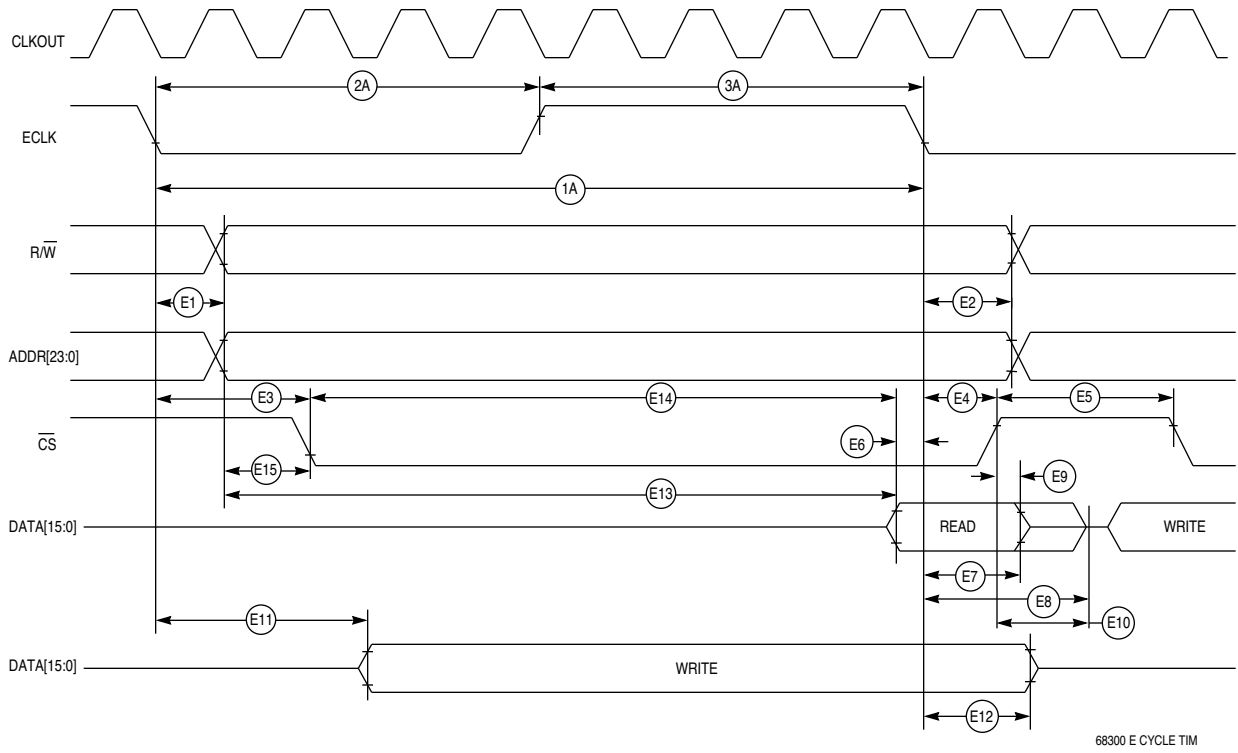 CLKOUT
2A
3A
ECLK
1A
R/W̅
E1
E2
ADDR[23:0]
E3
E14
E4
E5
C̅S̅
E6
E15
E9
E13
DATA[15:0]
READ
WRITE
E7
E8
E11
E10
DATA[15:0]
WRITE
E12
68300 E CYCLE TIM